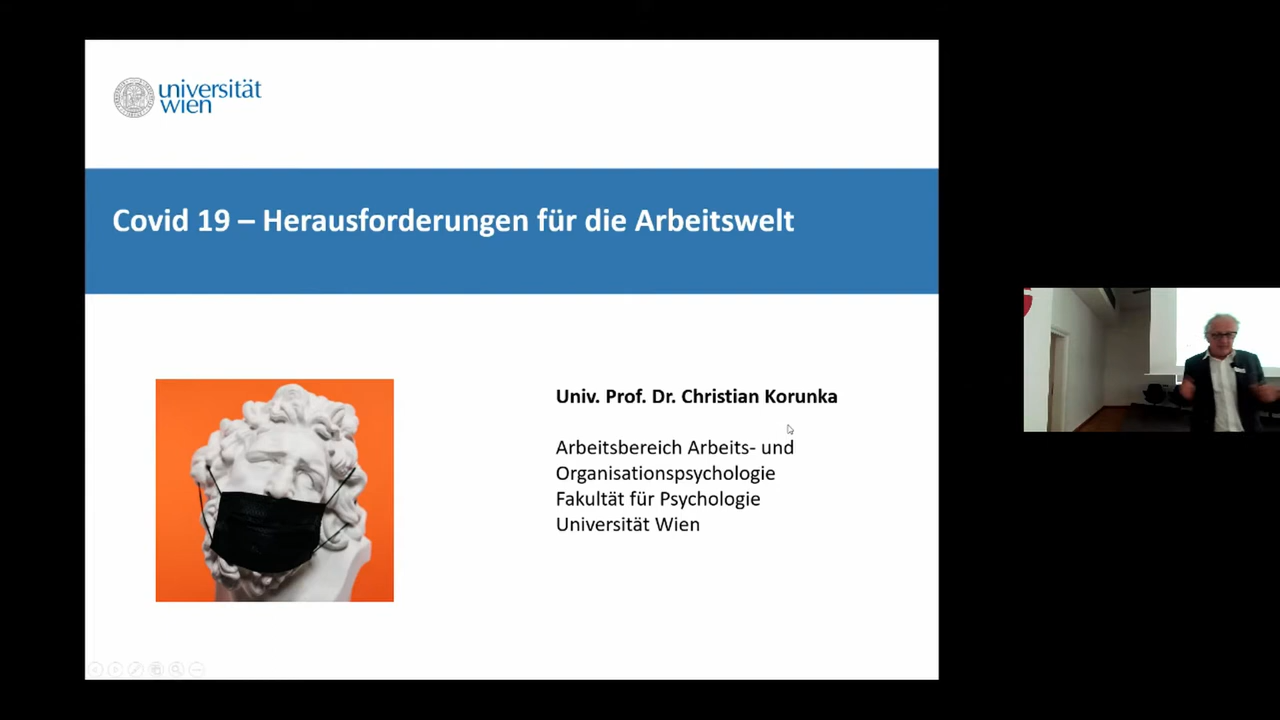 universität
wien
Covid 19 – Herausforderungen für die Arbeitswelt
Univ. Prof. Dr. Christian Korunka
Arbeitsbereich Arbeits- und
Organisationspsychologie
Fakultät für Psychologie
Universität Wien